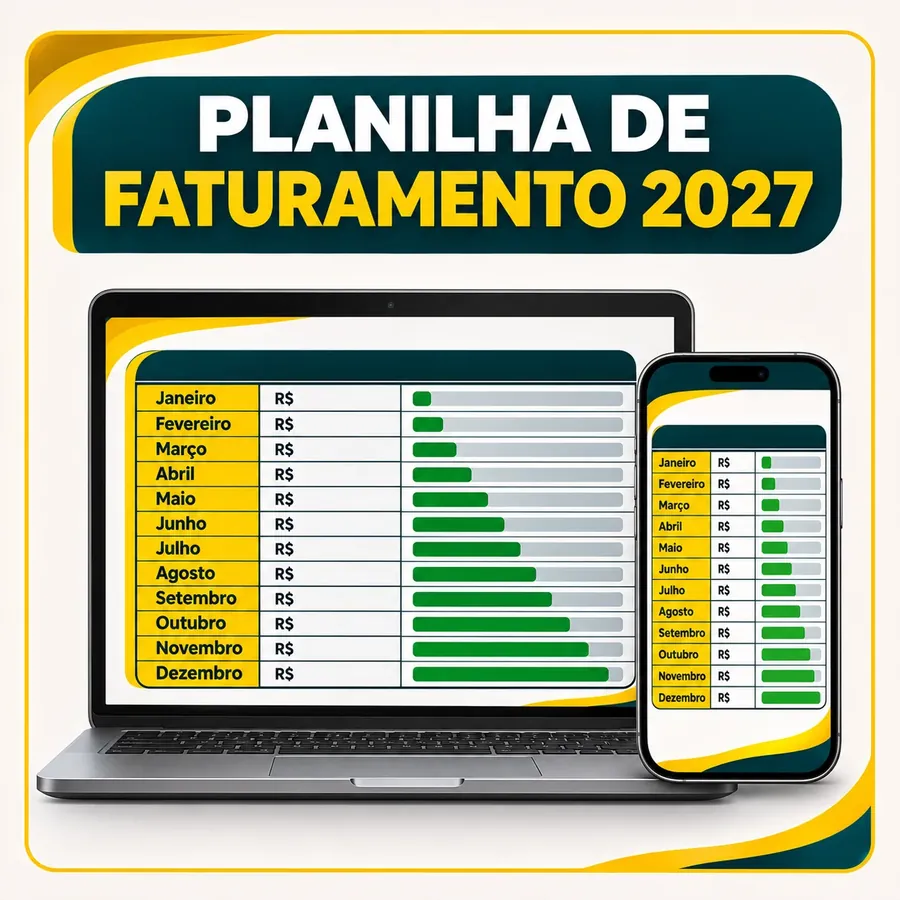 PLANILHA DE
FATURAMENTO 2027
Janeiro R$
Fevereiro R$
Março R$
Abril R$
Maio R$
Junho R$
Julho R$
Agosto R$
Setembro R$
Outubro R$
Novembro R$
Dezembro R$
Janeiro R$
Fevereiro R$
Março R$
Abril R$
Maio R$
Junho R$
Julho R$
Agosto R$
Setembro R$
Outubro R$
Novembro R$
Dezembro R$